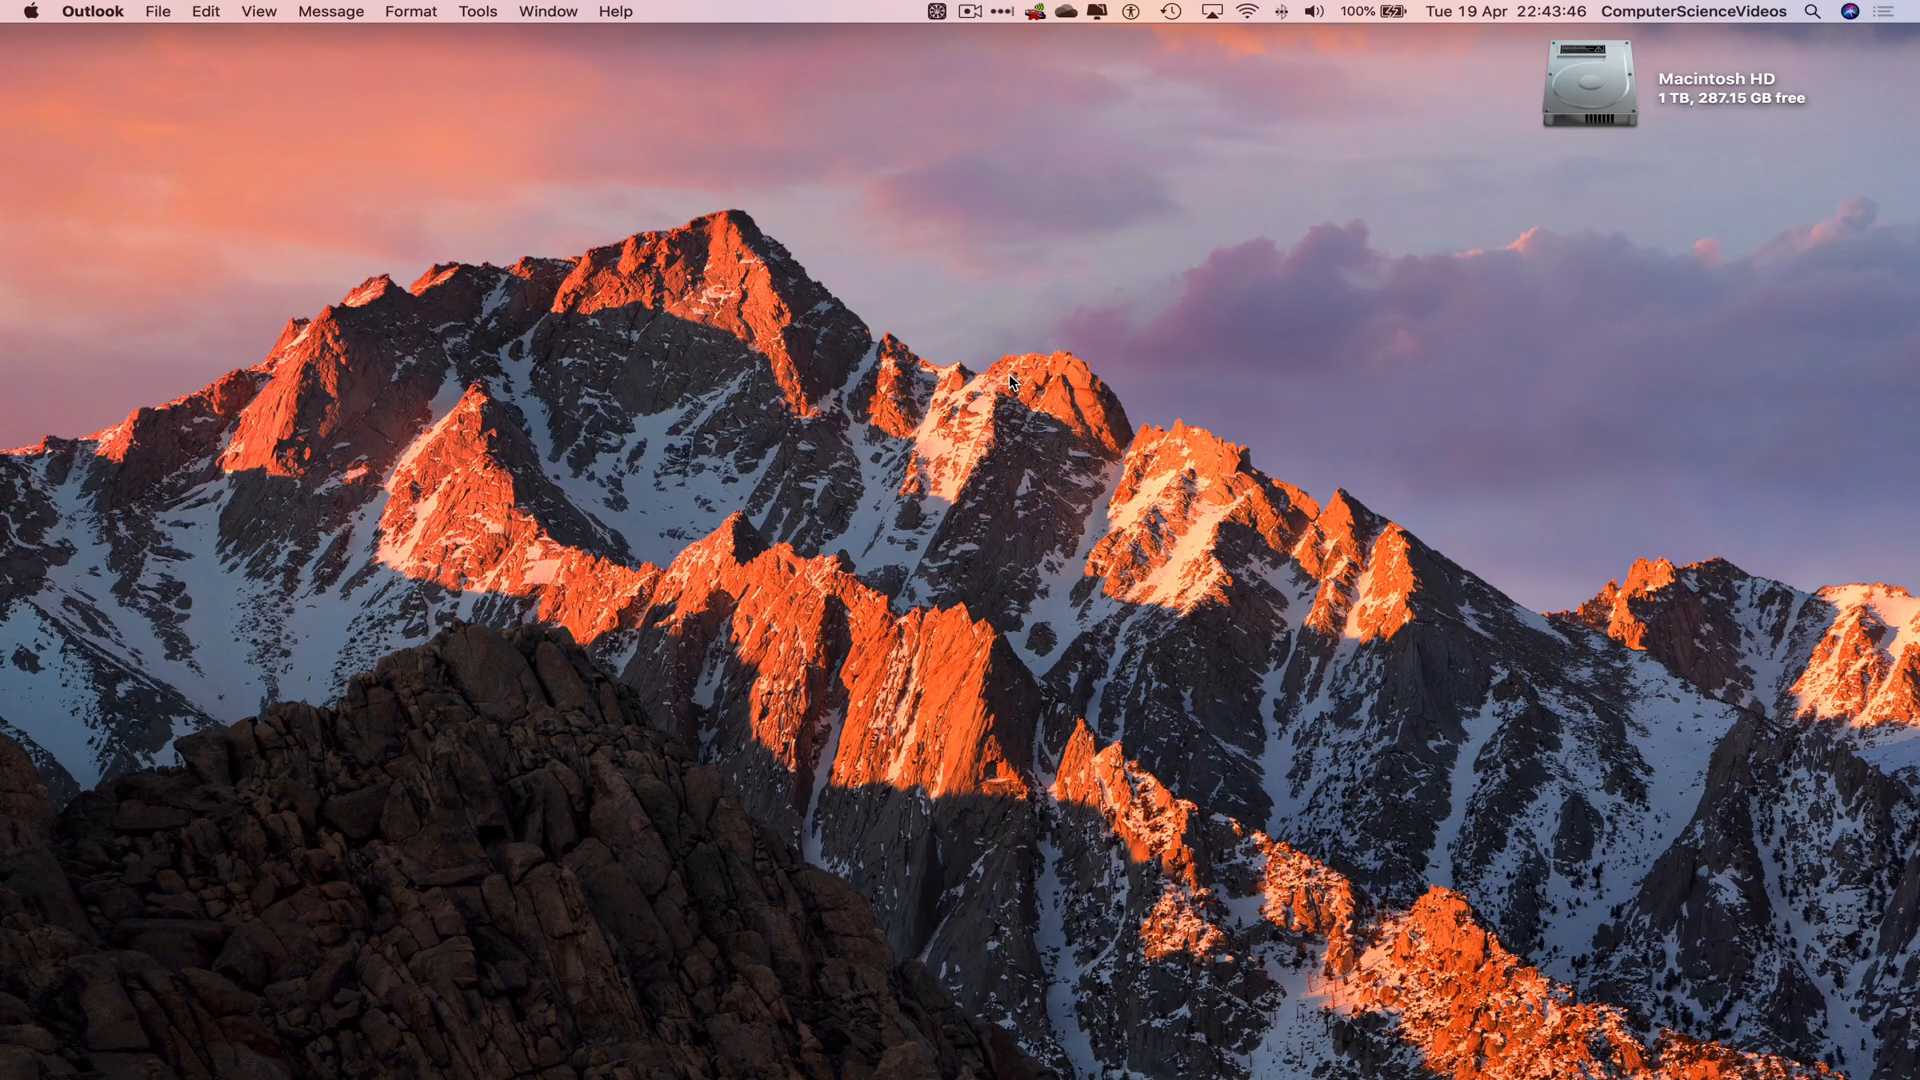 Outlook File Edit View Message Format Tools Window Help 100% Tue 19 Apr 22:43:46 ComputerScienceVideos
Macintosh HD
1 TB, 287.15 GB free